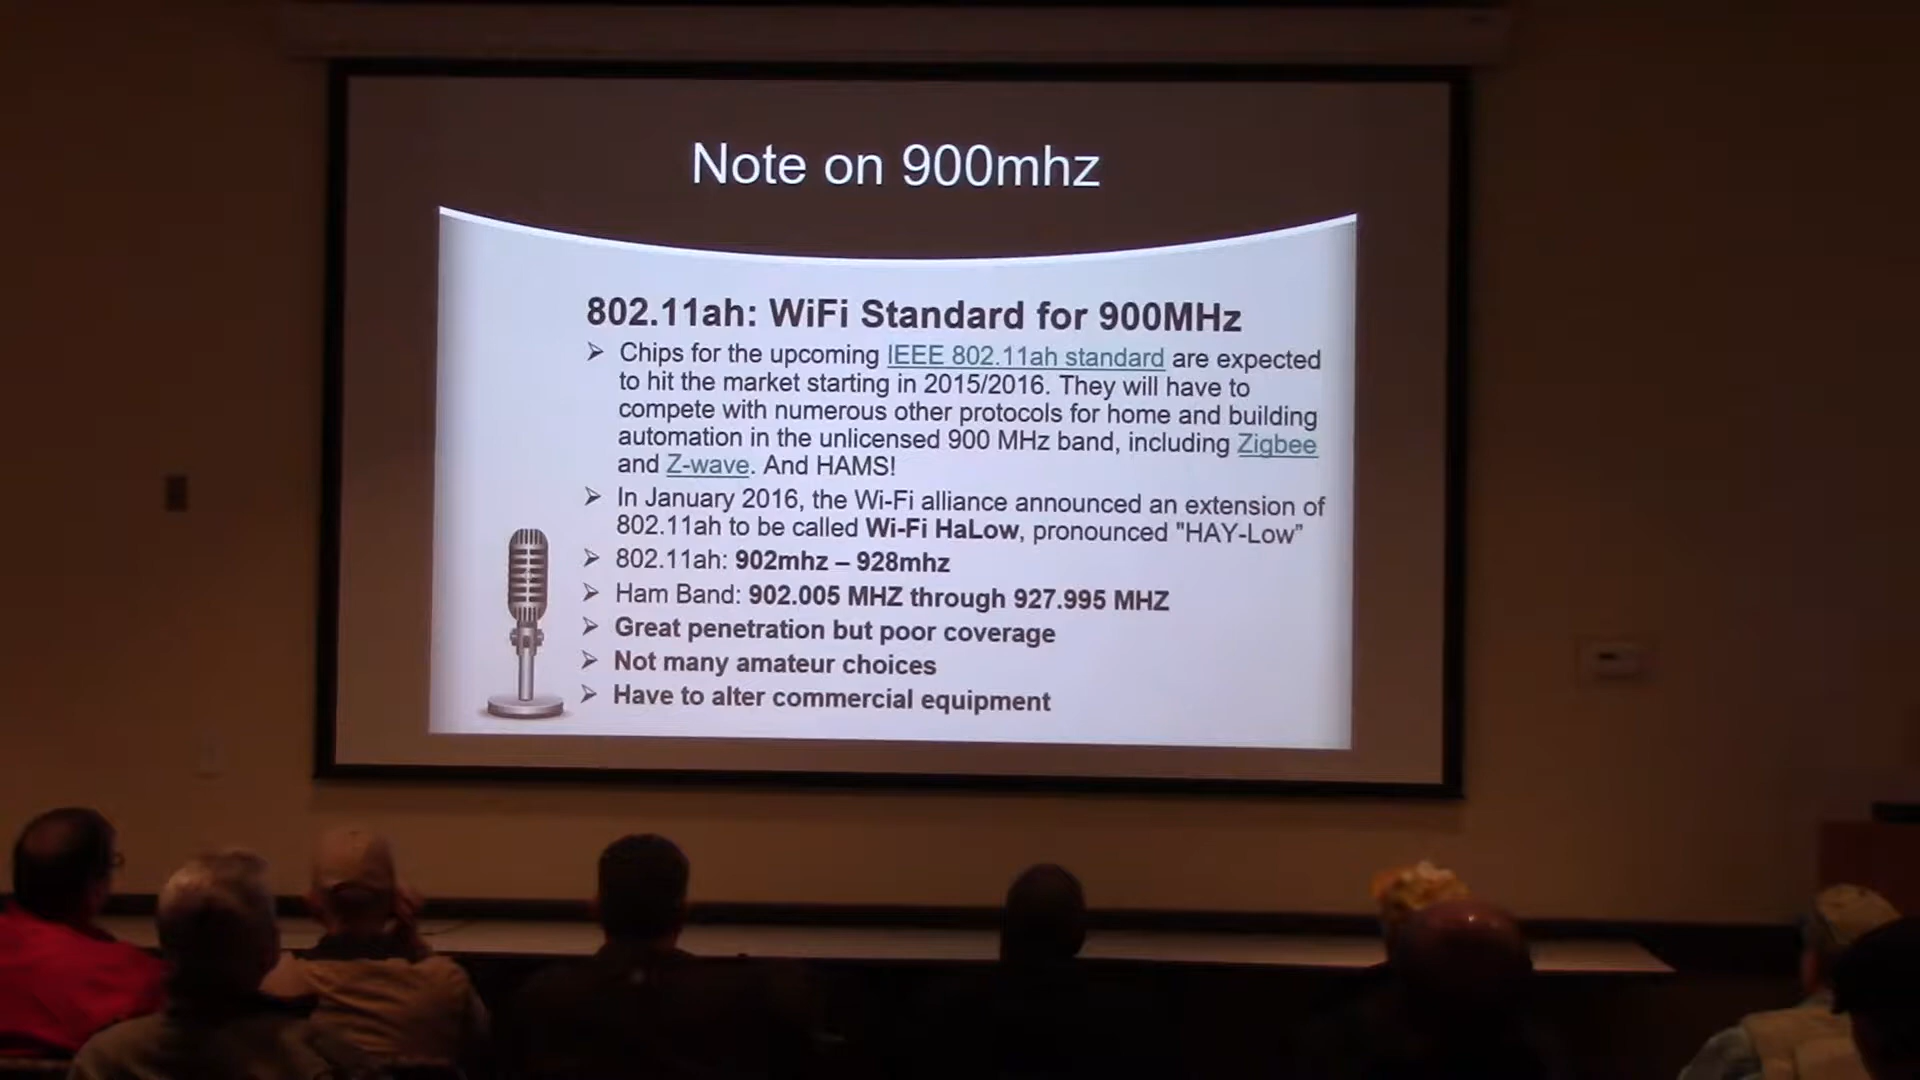 Note on 900mhz
802.11ah: WiFi Standard for 900MHz
➢ Chips for the upcoming IEEE 802.11ah standard are expected
to hit the market starting in 2015/2016. They will have to
compete with numerous other protocols for home and building
automation in the unlicensed 900 MHz band, including Zigbee
and Z-wave. And HAMS!
➢ In January 2016, the Wi-Fi alliance announced an extension of
802.11ah to be called Wi-Fi HaLow, pronounced "HAY-Low”
➢ 802.11ah: 902mhz – 928mhz
➢ Ham Band: 902.005 MHZ through 927.995 MHZ
➢ Great penetration but poor coverage
➢ Not many amateur choices
➢ Have to alter commercial equipment